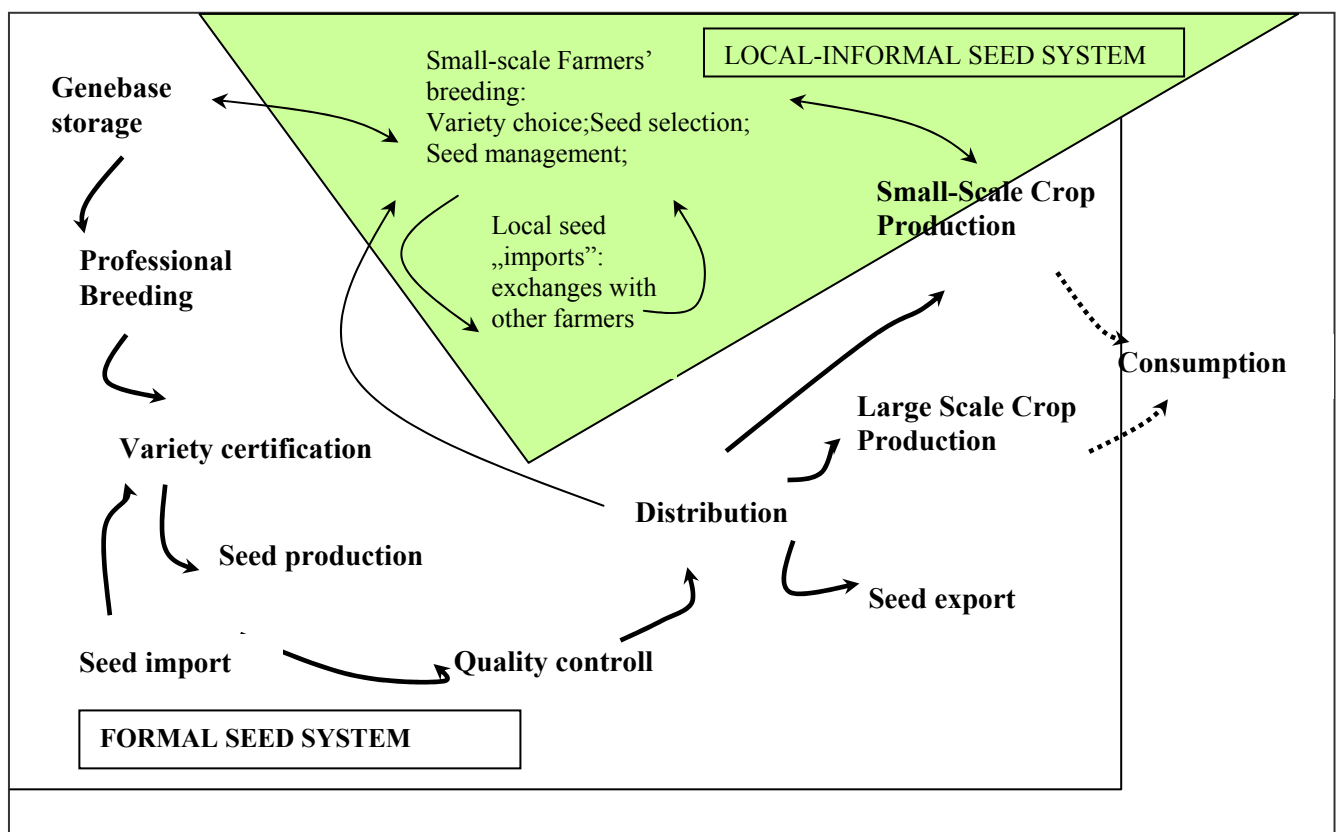 LOCAL-INFORMAL SEED SYSTEM
Small-scale Farmers’
breeding:
Variety choice;Seed selection;
Seed management;
Genebase
storage
Small-Scale Crop
Production
Local seed
„imports”:
exchanges with
other farmers
Professional
Breeding
Consumption
Large Scale Crop
Production
Variety certification
Distribution
Seed production
Seed export
Seed import
Quality controll
FORMAL SEED SYSTEM